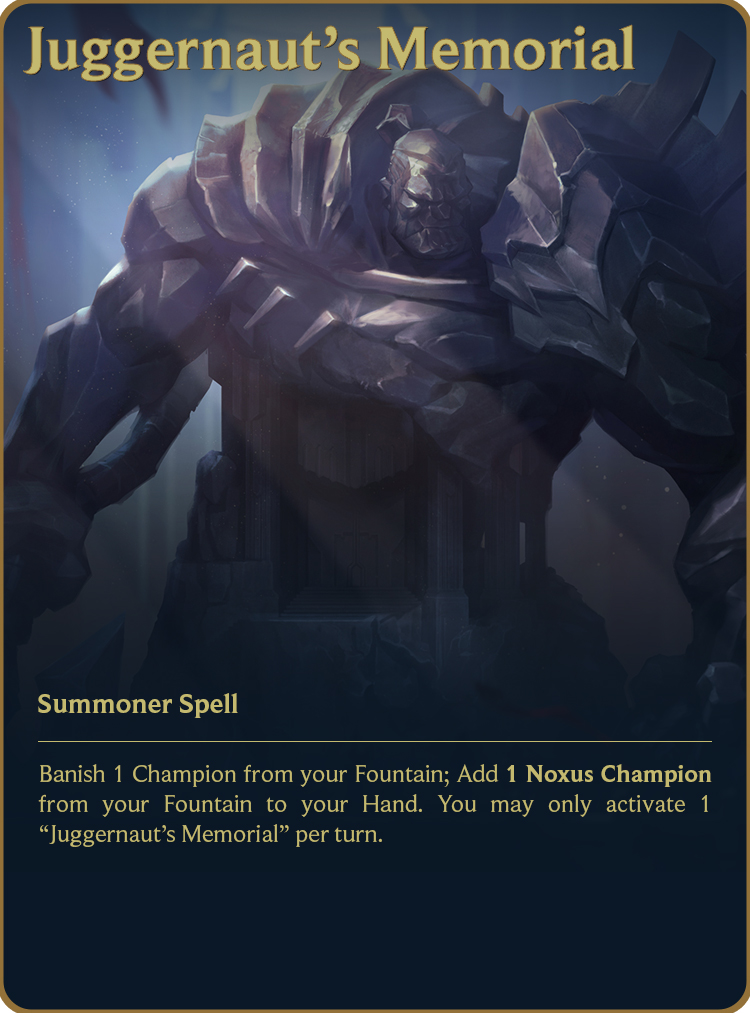 Juggernaut’s Memorial
Summoner Spell
Banish 1 Champion from your Fountain; Add 1 Noxus Champion
from your Fountain to your Hand. You may only activate 1
“Juggernaut’s Memorial” per turn.